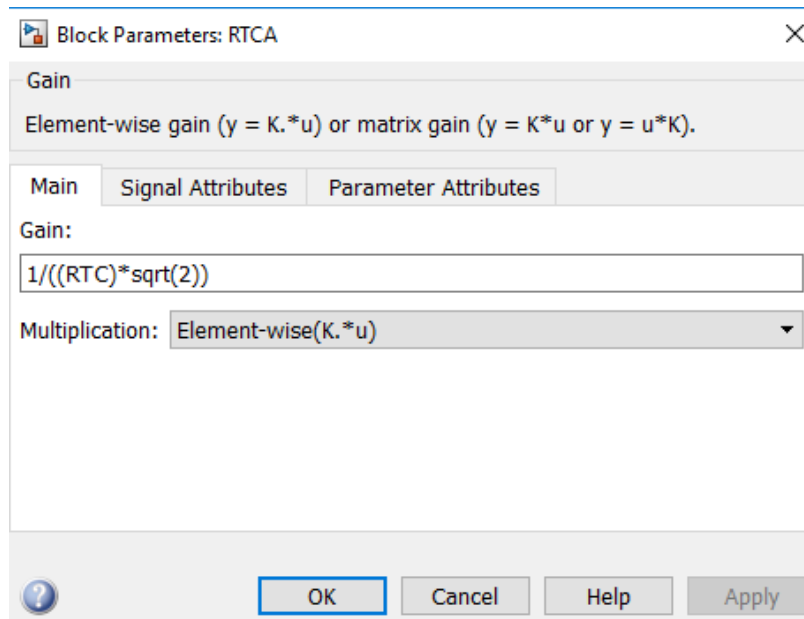 Block Parameters: RTCA
Gain
Element-wise gain (y = K.*u) or matrix gain (y = K*u or y = u*K).
Main Signal Attributes Parameter Attributes
Gain:
1/((RTC)*sqrt(2))
Multiplication: Element-wise(K.*u)
? OK Cancel Help Apply